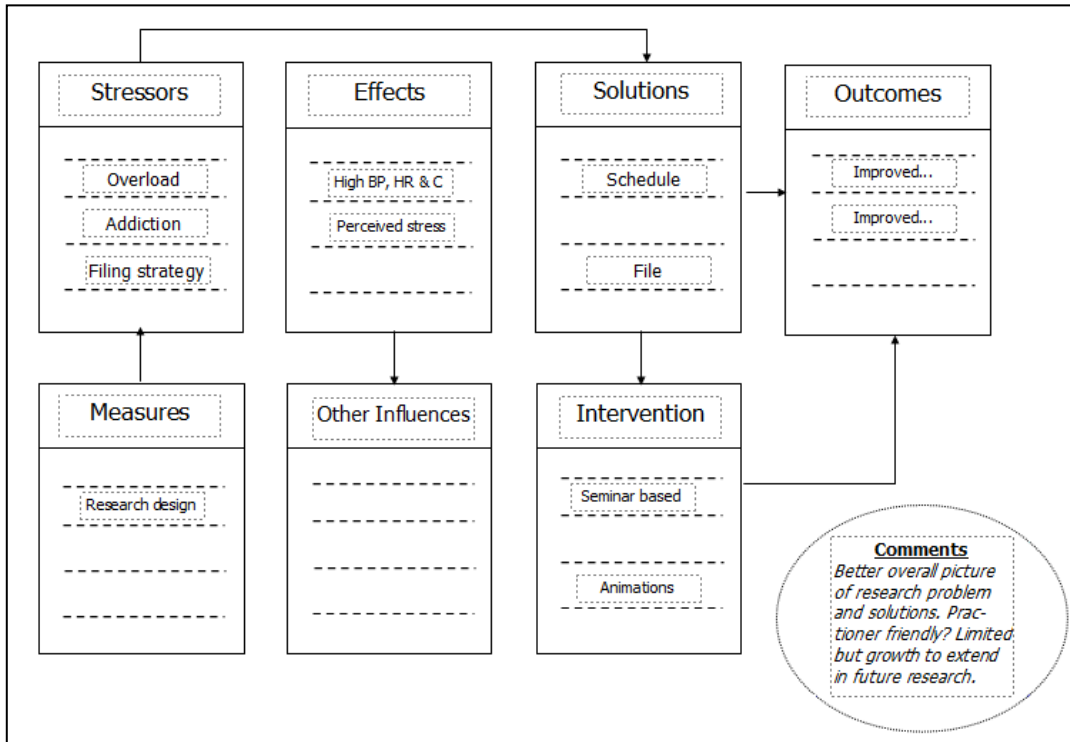 Stressors
Overload
Addiction
Filing strategy
Effects
High BP, HR & C
Perceived stress
Solutions
Schedule
File
Outcomes
Improved...
Improved...
Measures
Research design
Other Influences
Intervention
Seminar based
Animations
Comments
Better overall picture
of research problem
and solutions. Prac-
tioner friendly? Limited
but growth to extend
in future research.